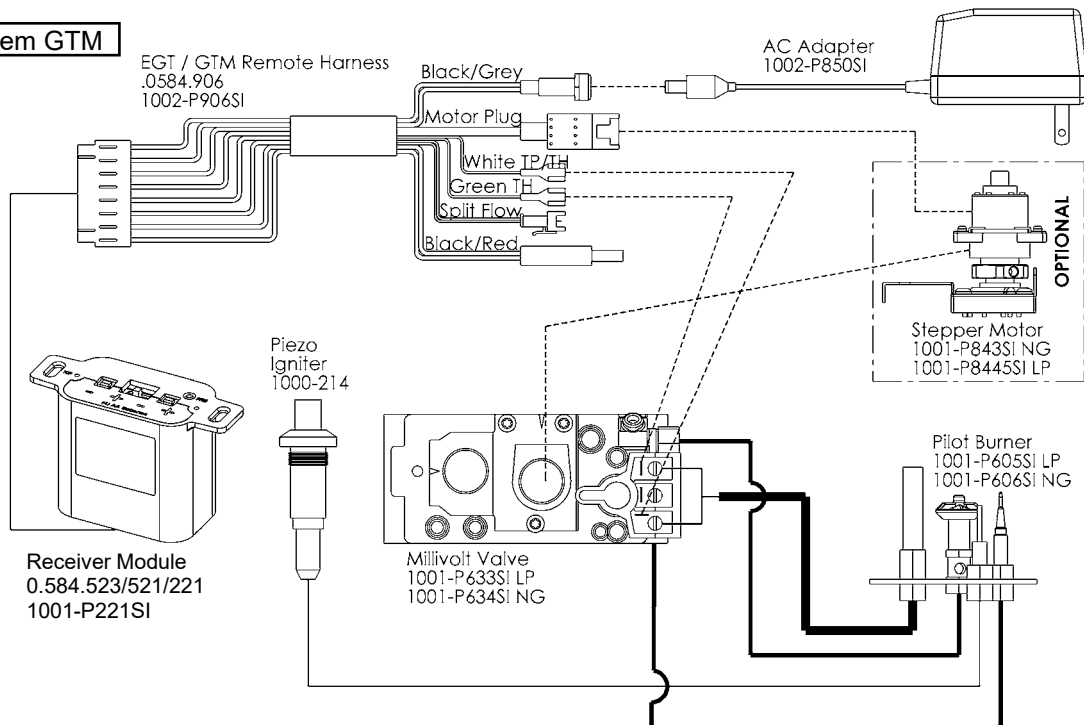 em GTM
EGT / GTM Remote Harness
.0584.906
1002-P906SI
Black/Grey
Motor Plug
White TP/TH
Green TH
Split Flow
Black/Red
AC Adapter
1002-P850SI
OPTIONAL
Stepper Motor
1001-P843SI NG
1001-P8445SI LP
Piezo
Igniter
1000-214
Receiver Module
0.584.523/521/221
1001-P221SI
Millivolt Valve
1001-P633SI LP
1001-P634SI NG
Pilot Burner
1001-P605SI LP
1001-P606SI NG